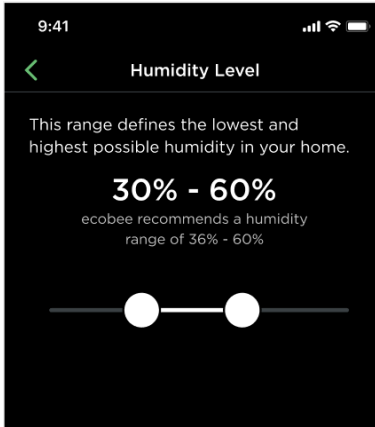 9:41
Humidity Level
This range defines the lowest and
highest possible humidity in your home.
30% - 60%
ecobee recommends a humidity
range of 36% - 60%